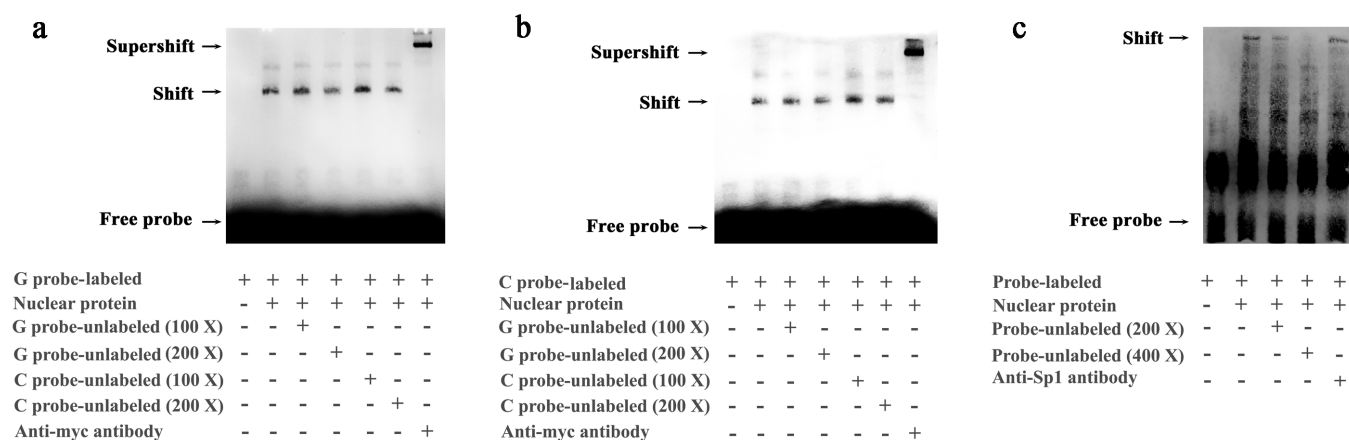 a
Supershift →
Shift →
Free probe →
G probe-labeled + + + + + + +
Nuclear protein - + + + + + +
G probe-unlabeled (100 X) - - + - - - -
G probe-unlabeled (200 X) - - - + - - -
C probe-unlabeled (100 X) - - - - + - -
C probe-unlabeled (200 X) - - - - - + -
Anti-myc antibody - - - - - - +
b
Supershift →
Shift →
Free probe →
C probe-labeled + + + + + + +
Nuclear protein - + + + + + +
G probe-unlabeled (100 X) - - + - - - -
G probe-unlabeled (200 X) - - - + - - -
C probe-unlabeled (100 X) - - - - + - -
C probe-unlabeled (200 X) - - - - - + -
Anti-myc antibody - - - - - - +
c
Shift →
Free probe →
Probe-labeled + + + + +
Nuclear protein - + + + +
Probe-unlabeled (200 X) - - + - -
Probe-unlabeled (400 X) - - - + -
Anti-Sp1 antibody - - - - +